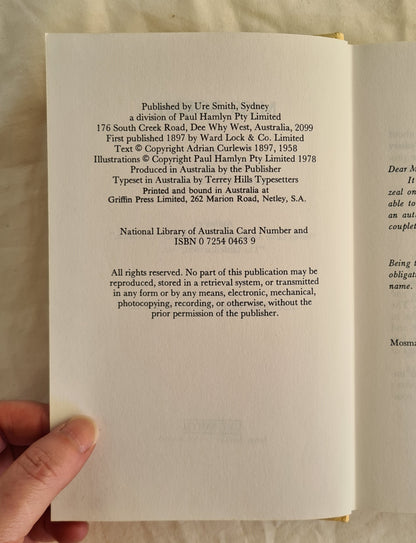 Published by Ure Smith, Sydney
a division of Paul Hamlyn Pty Limited
176 South Creek Road, Dee Why West, Australia, 2099
First published 1897 by Ward Lock & Co. Limited
Text © Copyright Adrian Curlewis 1897, 1958
Illustrations © Copyright Paul Hamlyn Pty Limited 1978
Produced in Australia by the Publisher
Typeset in Australia by Terrey Hills Typesetters
Printed and bound in Australia at
Griffin Press Limited, 262 Marion Road, Netley, S.A.
National Library of Australia Card Number and
ISBN 0 7254 0463 9
All rights reserved. No part of this publication may be
reproduced, stored in a retrieval system, or transmitted
in any form or by any means, electronic, mechanical,
photocopying, recording, or otherwise, without the
prior permission of the publisher.
Dear M
It
zeal on
able to
an aut
complet
Being t
obligati
name.
Mosma